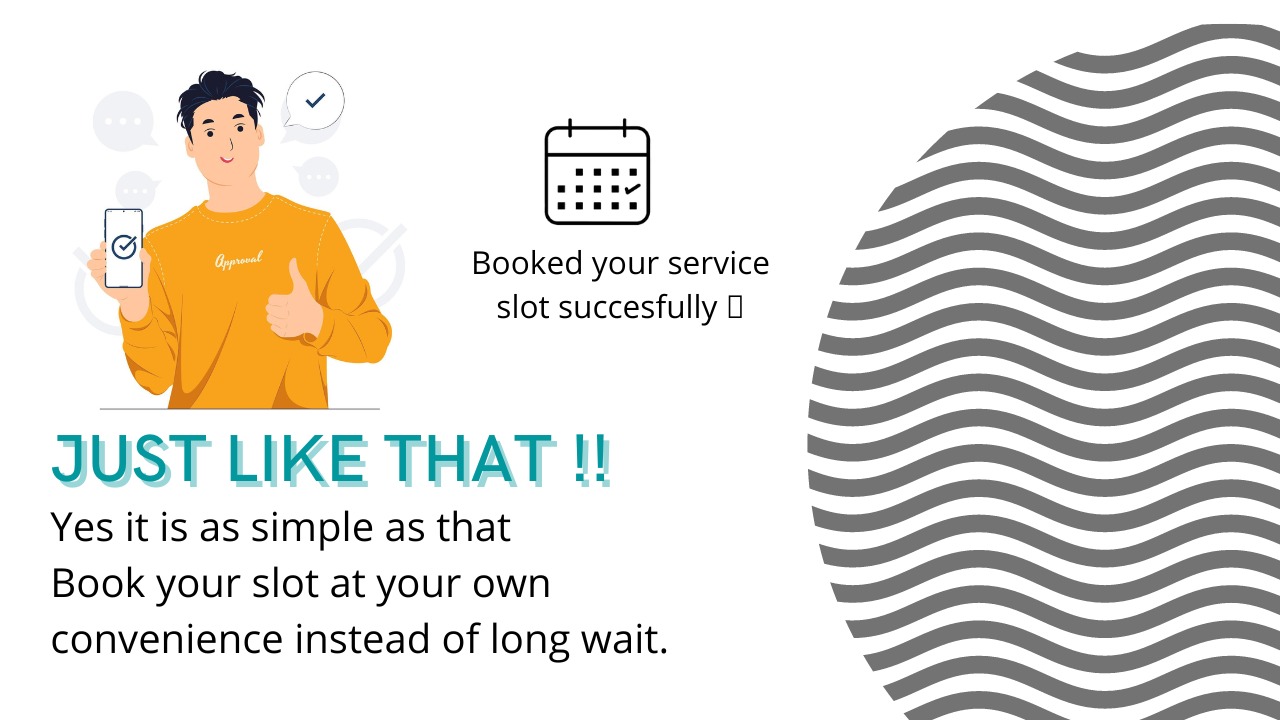 Approval
Booked your service
slot succesfully 
JUST LIKE THAT !!
Yes it is as simple as that
Book your slot at your own
convenience instead of long wait.